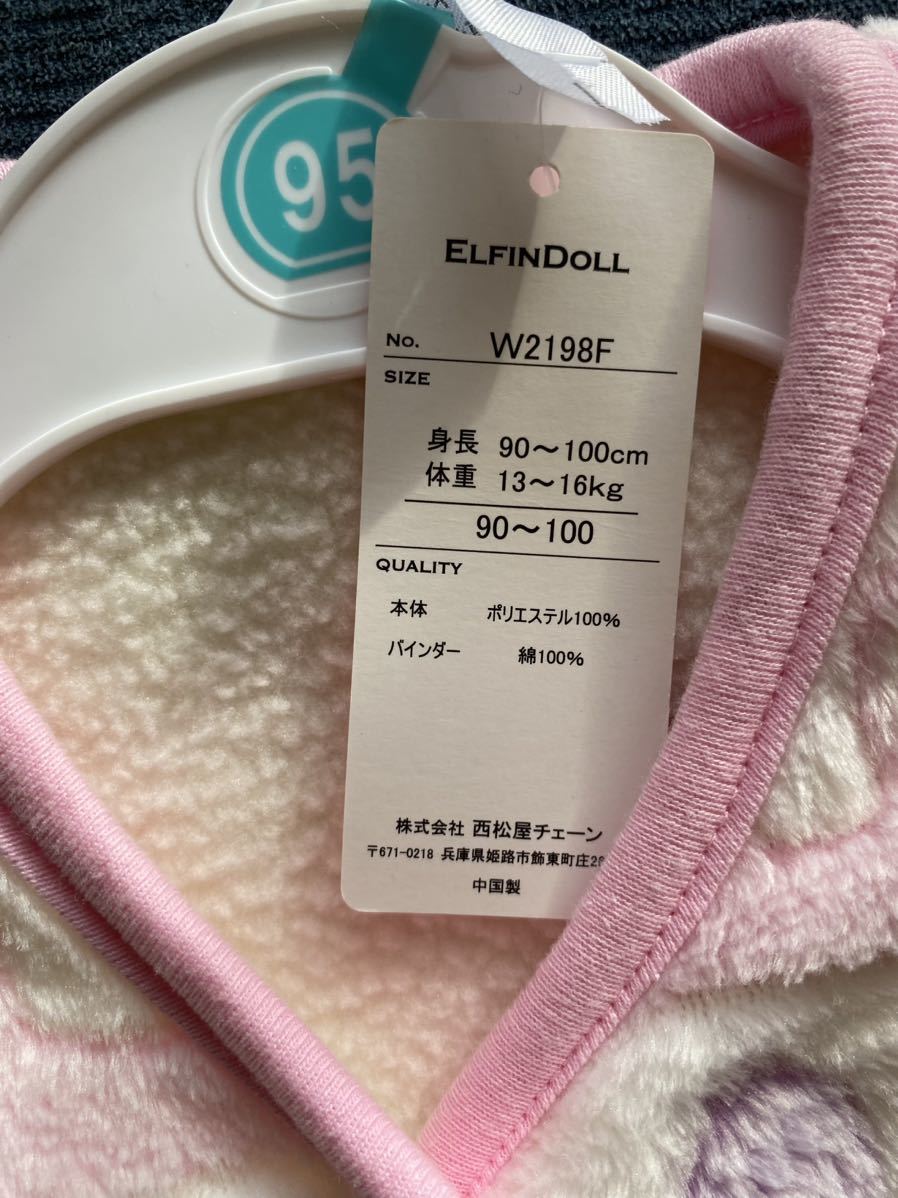 95
ELFINDOLL
No. W2198F
SIZE
身長 90～100cm
体重 13～16kg
90～100
QUALITY
本体 ポリエステル100%
バインダー 綿100%
株式会社 西松屋チェーン
〒671-0218 兵庫県姫路市飾東町庄
中国製